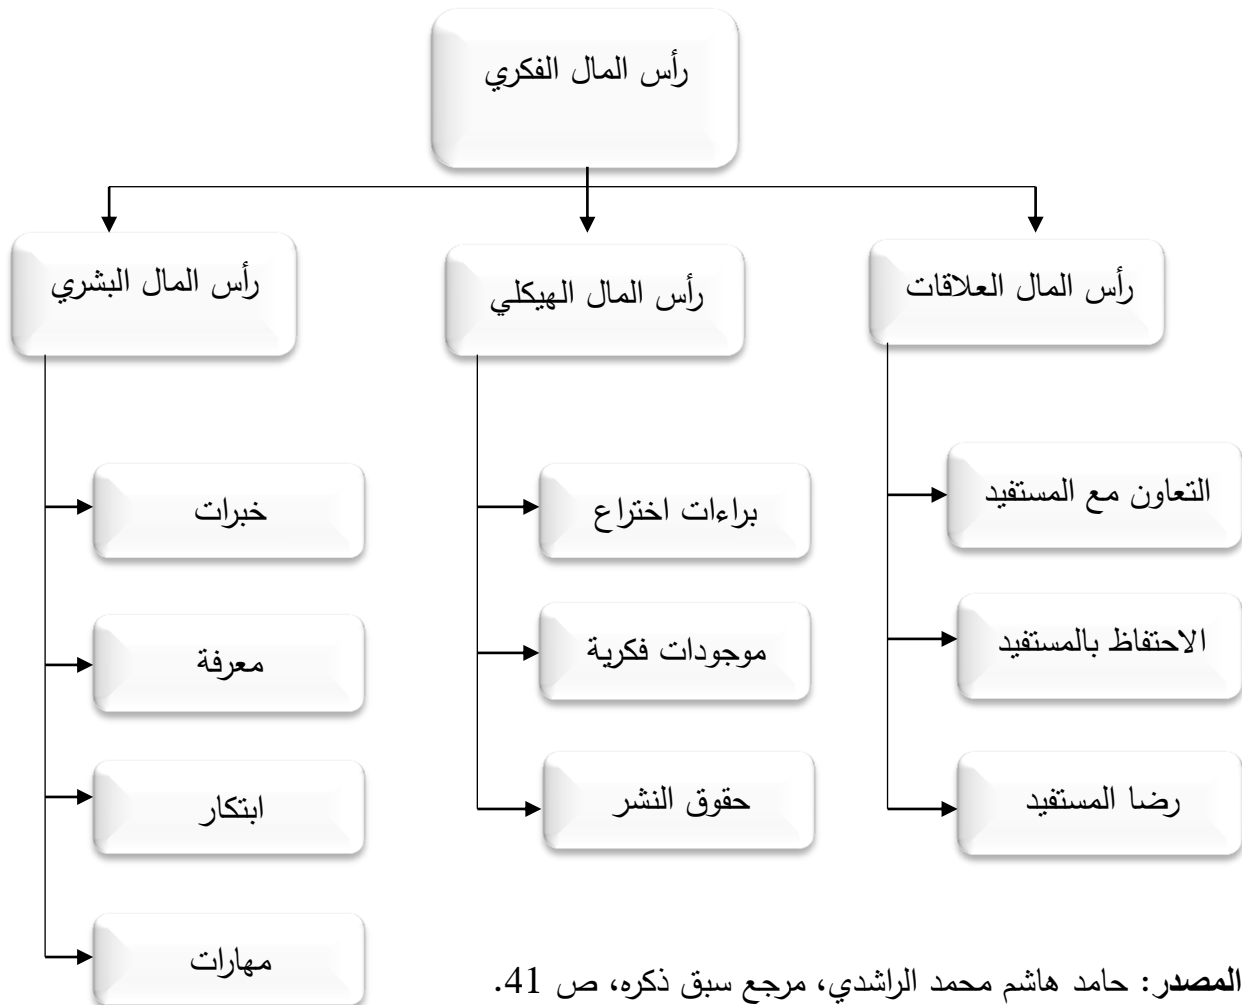 رأس المال الفكري
رأس المال العلاقات
رأس المال الهيكلي
رأس المال البشري
التعاون مع المستفيد
الاحتفاظ بالمستفيد
رضا المستفيد
براءات اختراع
موجودات فكرية
حقوق النشر
خبرات
معرفة
ابتكار
مهارات
المصدر: حامد هاشم محمد الراشدي، مرجع سبق ذكره، ص 41.